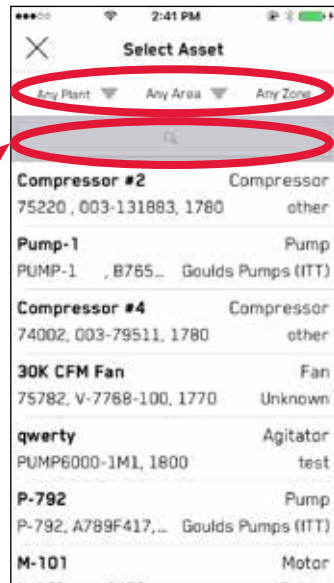 2:41 PM
Select Asset
Any Plant Any Area Any Zone
Compressor #2 Compressor
75220 , 003-131883, 1780 other
Pump-1 Pump
PUMP-1 , B765... Goulds Pumps (ITT)
Compressor #4 Compressor
74002, 003-79511, 1780 other
30K CFM Fan Fan
75782, V-7768-100, 1770 Unknown
qwerty Agitator
PUMP6000-1M1, 1800 test
P-792 Pump
P-792, A789F417,... Goulds Pumps (ITT)
M-101 Motor